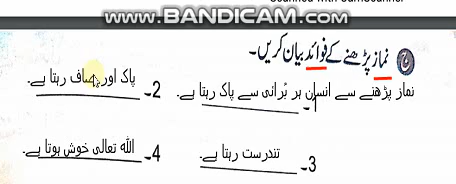 www.BANDICAM.com
نماز پڑھنے کے فوائد بیان کریں۔
1- نماز پڑھنے سے انسان ہر بُرائی سے پاک رہتا ہے۔ 2- پاک اور صاف رہتا ہے۔
3- تندرست رہتا ہے۔ 4- اللہ تعالی خوش ہوتا ہے۔